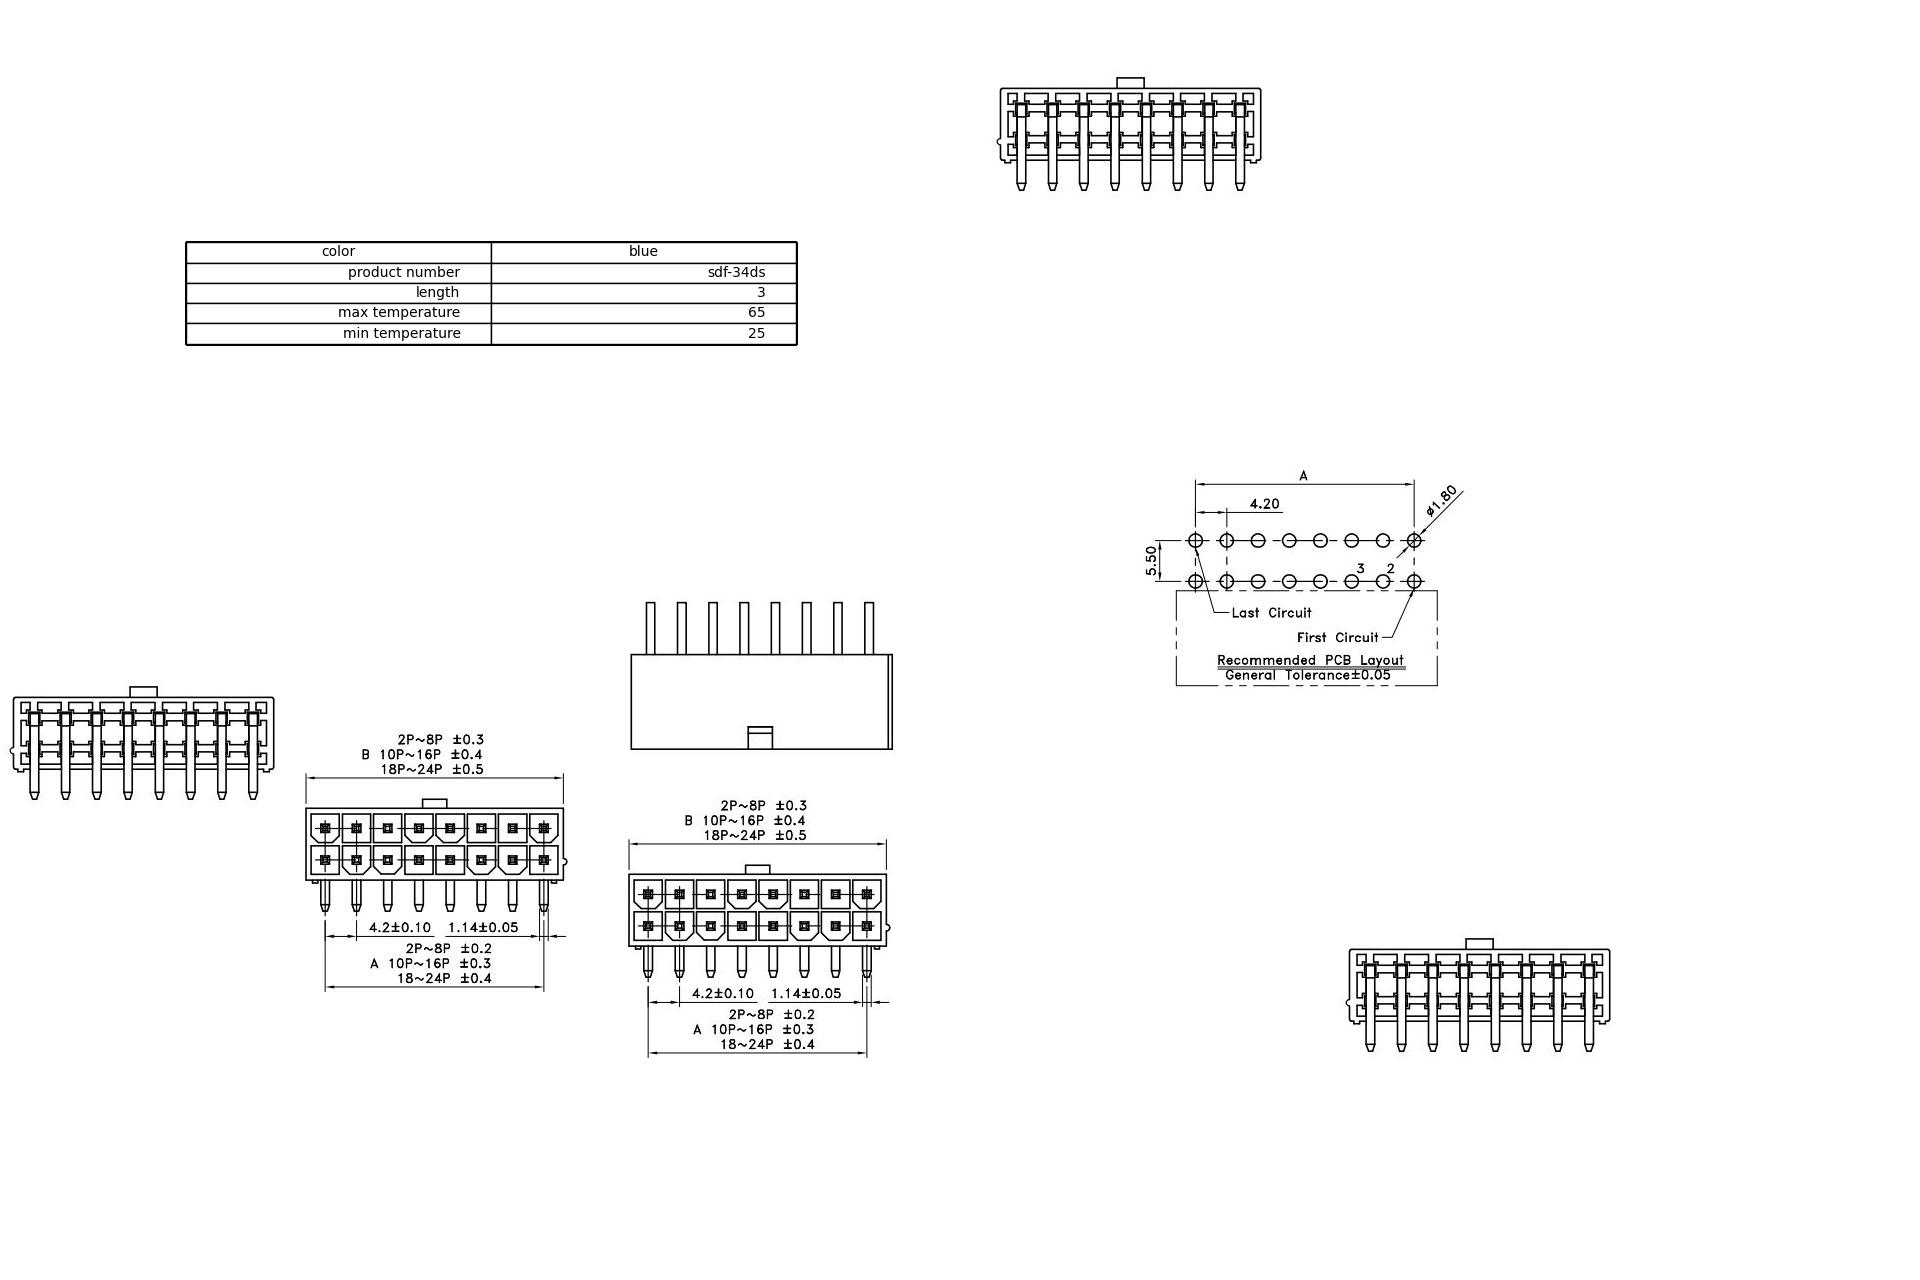 color blue
product number sdf-34ds
length 3
max temperature 65
min temperature 25
A
4.20
ø1.80
5.50
3 2
Last Circuit
First Circuit
Recommended PCB Layout
General Tolerance±0.05
2P~8P ±0.3
B 10P~16P ±0.4
18P~24P ±0.5
4.2±0.10 1.14±0.05
2P~8P ±0.2
A 10P~16P ±0.3
18~24P ±0.4
2P~8P ±0.3
B 10P~16P ±0.4
18P~24P ±0.5
4.2±0.10 1.14±0.05
2P~8P ±0.2
A 10P~16P ±0.3
18~24P ±0.4